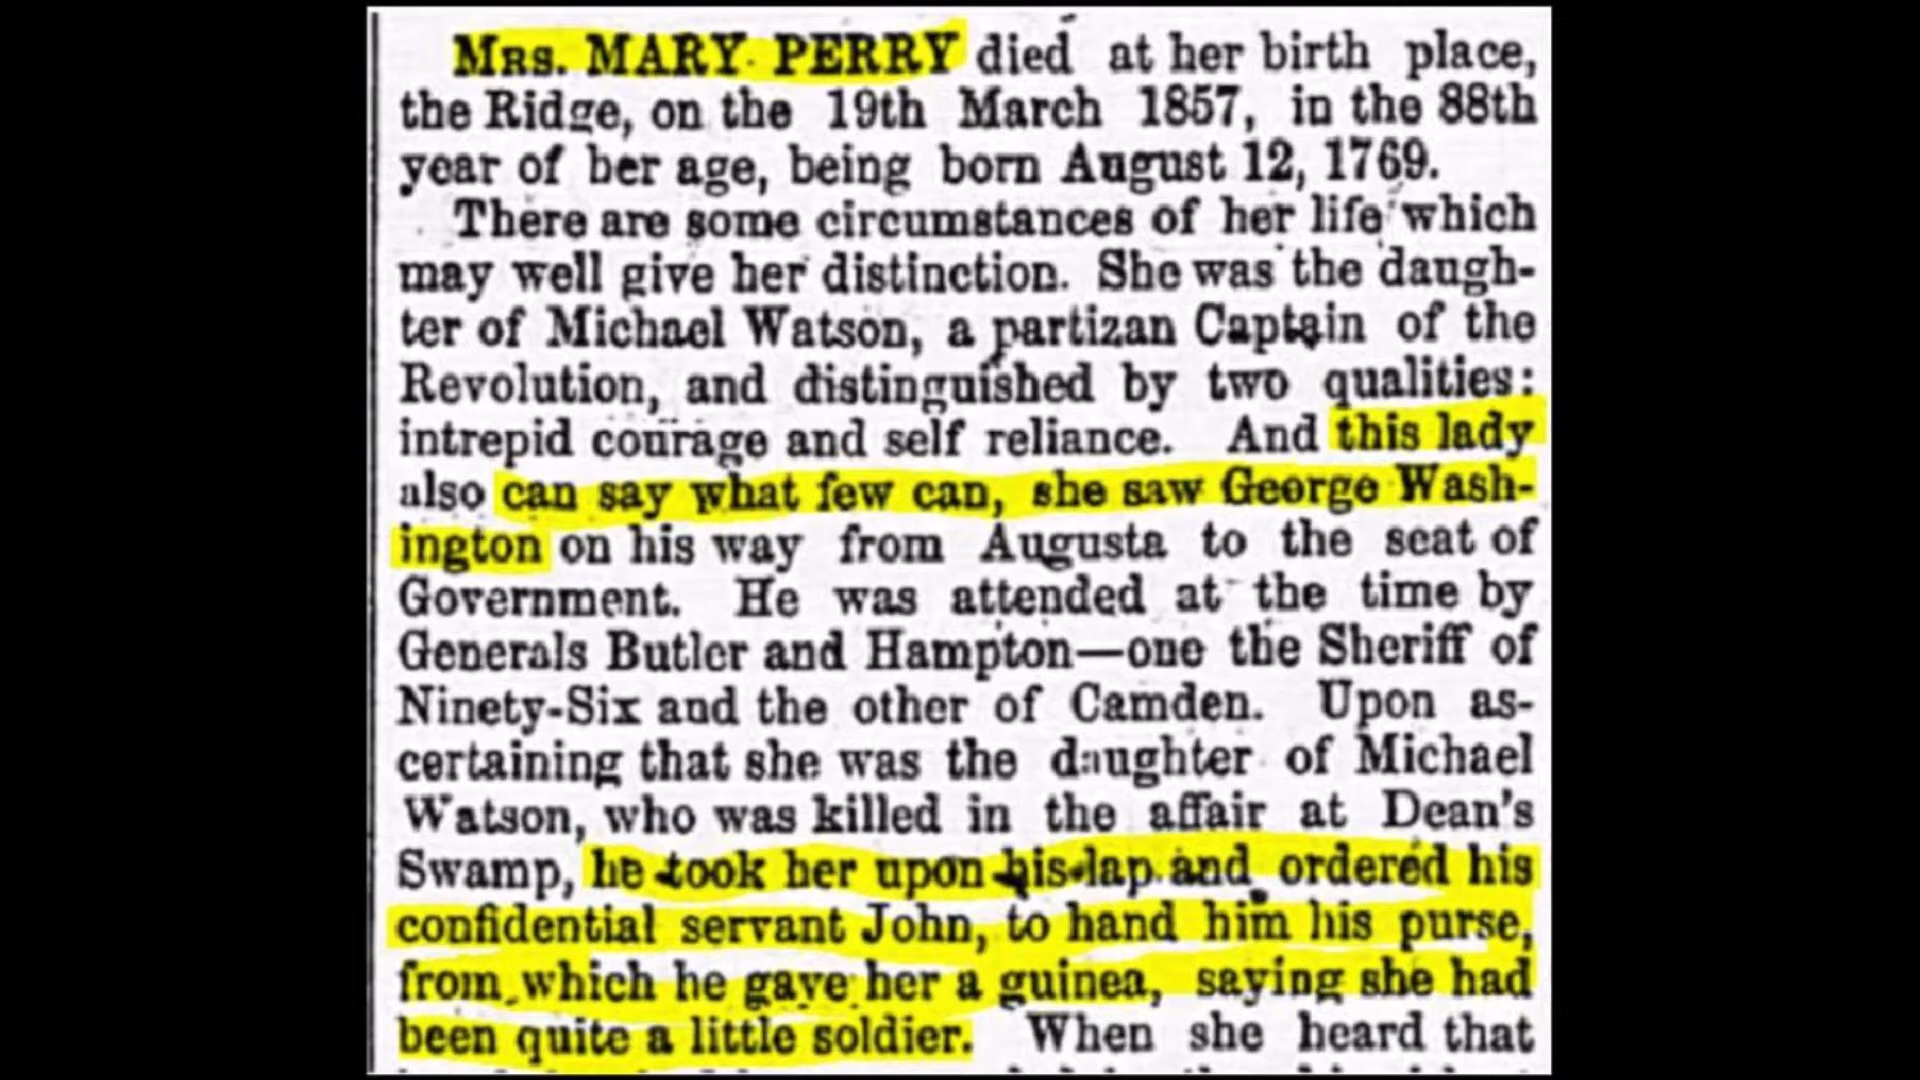 Mrs. MARY PERRY died at her birth place,
the Ridge, on the 19th March 1857, in the 88th
year of her age, being born August 12, 1769.
There are some circumstances of her life which
may well give her distinction. She was the daugh-
ter of Michael Watson, a partizan Captain of the
Revolution, and distinguished by two qualities:
intrepid courage and self reliance. And this lady
also can say what few can, she saw George Wash-
ington on his way from Augusta to the seat of
Government. He was attended at the time by
Generals Butler and Hampton—one the Sheriff of
Ninety-Six and the other of Camden. Upon as-
certaining that she was the daughter of Michael
Watson, who was killed in the affair at Dean's
Swamp, he took her upon his lap and ordered his
confidential servant John, to hand him his purse,
from which he gave her a guinea, saying she had
been quite a little soldier. When she heard that